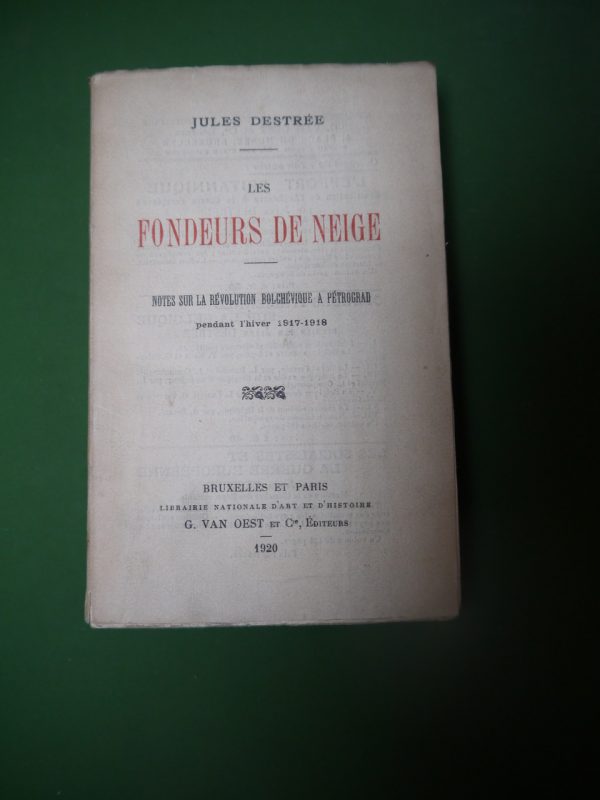 JULES DESTRÉE
LES
FONDEURS DE NEIGE
NOTES SUR LA RÉVOLUTION BOLCHÉVIQUE A PÉTROGRAD
pendant l'hiver 1917-1918
BRUXELLES ET PARIS
LIBRAIRIE NATIONALE D'ART ET D'HISTOIRE
G. VAN OEST ET Cie, ÉDITEURS
1920